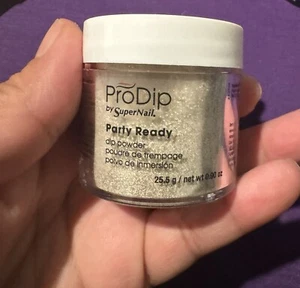 ProDip
by SuperNail.
Party Ready
dip powder
poudre de trempage
polvo de inmersión
25.5 g / net wt 0.90 oz